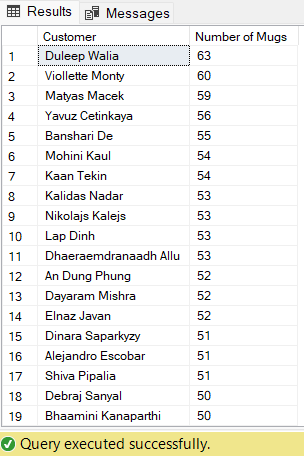 Results Messages
Customer Number of Mugs
1 Duleep Walia 63
2 Viollette Monty 60
3 Matyas Macek 59
4 Yavuz Cetinkaya 56
5 Banshari De 55
6 Mohini Kaul 54
7 Kaan Tekin 54
8 Kalidas Nadar 53
9 Nikolajs Kalejs 53
10 Lap Dinh 53
11 Dhaeraemdranaadh Allu 53
12 An Dung Phung 52
13 Dayaram Mishra 52
14 Elnaz Javan 52
15 Dinara Saparkyzy 51
16 Alejandro Escobar 51
17 Shiva Pipalia 51
18 Debraj Sanyal 50
19 Bhaamini Kanaparthi 50
Query executed successfully.